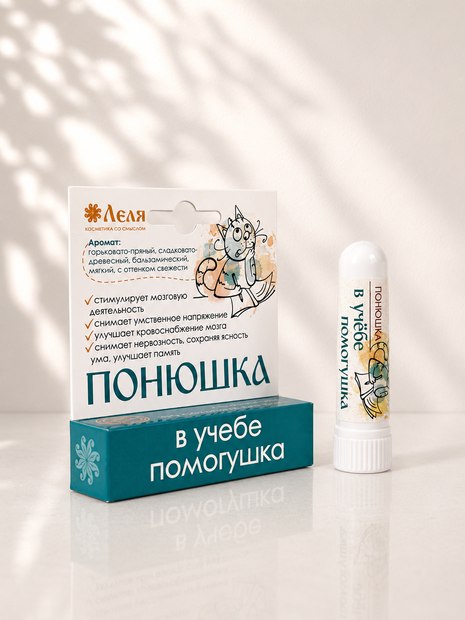 Леля
КОСМЕТИКА СО СМЫСЛОМ
Аромат:
горьковато-пряный, сладковато-
древесный, бальзамический,
мягкий, с оттенком свежести
стимулирует мозговую
деятельность
снимает умственное напряжение
улучшает кровоснабжение мозга
снимает нервозность, сохраняя ясность
ума, улучшает память
ПОНЮШКА
в учебе
помогушка
ПОНЮШКА
в учёбе
помогушка